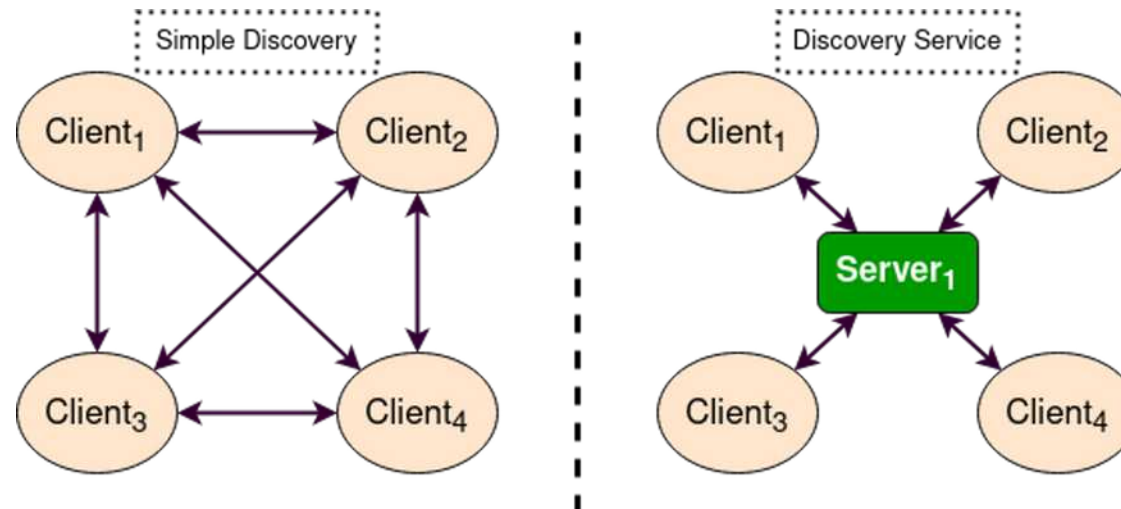 Simple Discovery
Discovery Service
Client₁
Client₂
Client₁
Client₂
Server₁
Client₃
Client₄
Client₃
Client₄